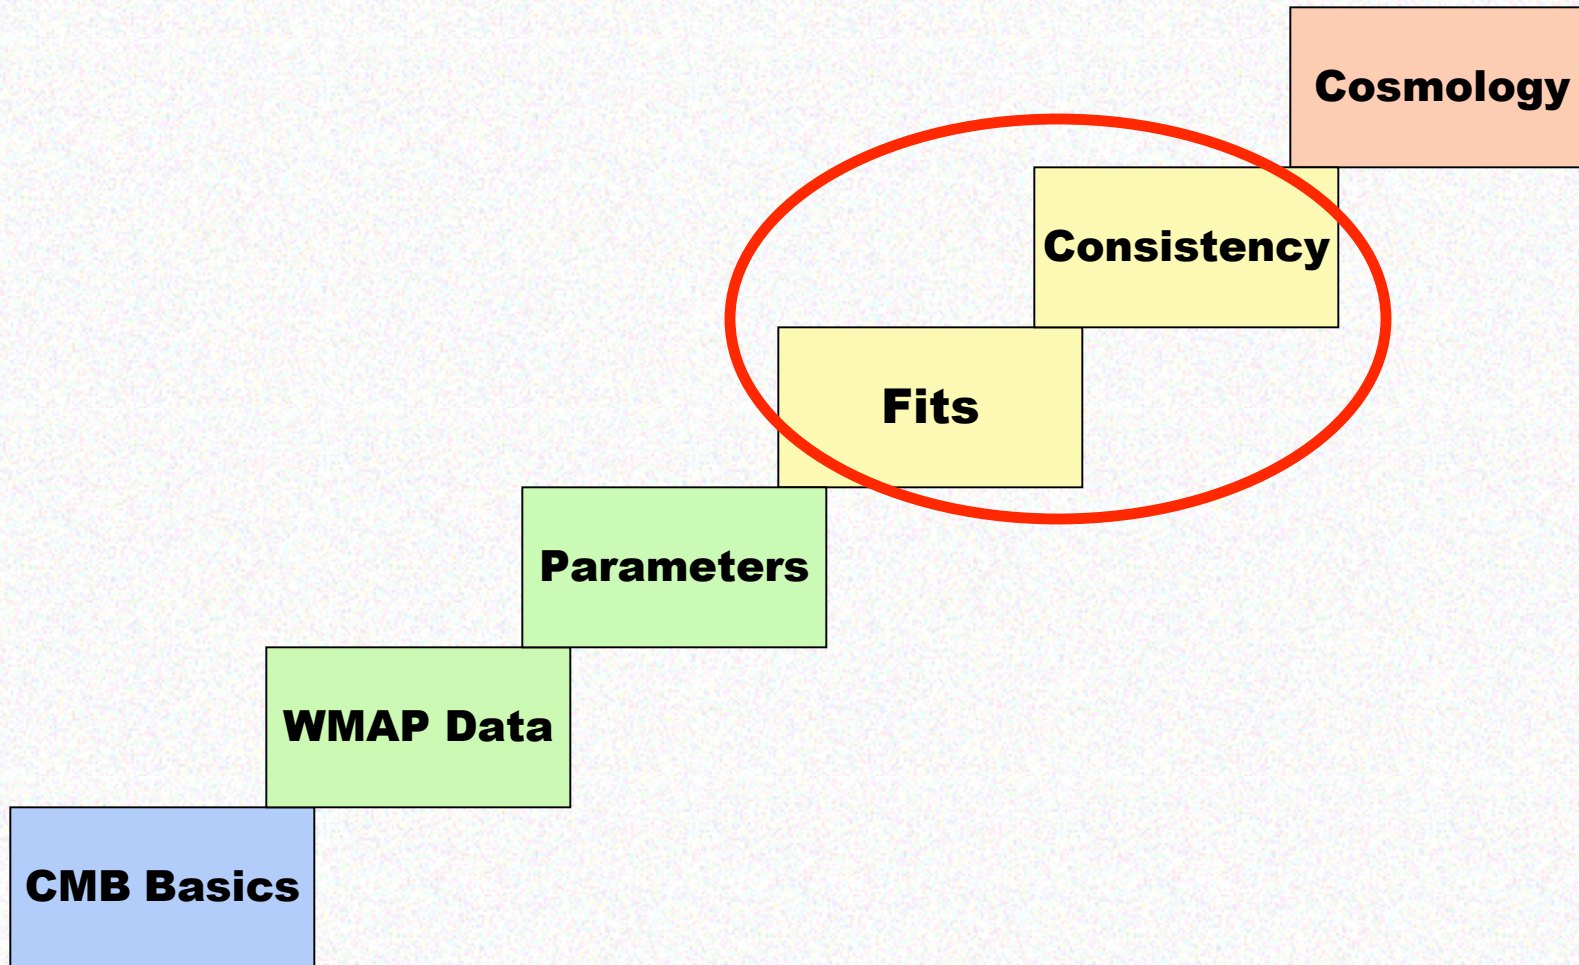 Cosmology
Consistency
Fits
Parameters
WMAP Data
CMB Basics